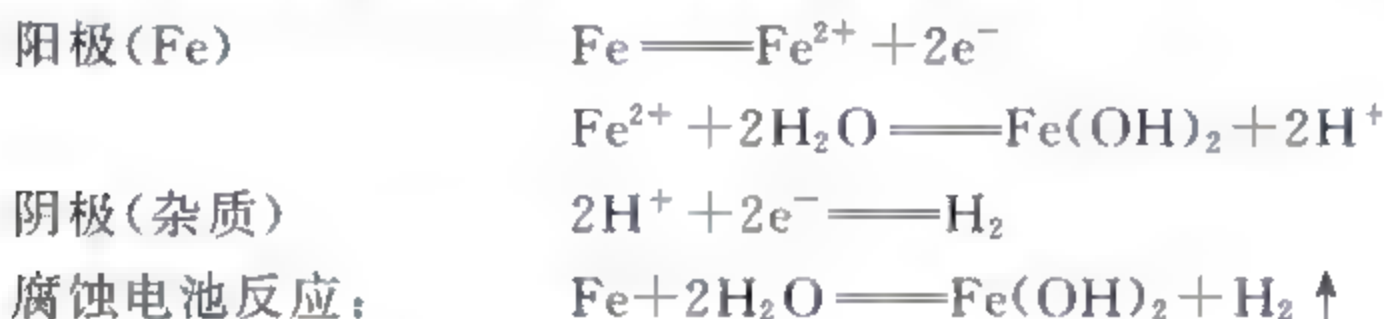 阳极(Fe) Fe══Fe²⁺+2e⁻
Fe²⁺+2H₂O══Fe(OH)₂+2H⁺
阴极(杂质) 2H⁺+2e⁻══H₂
腐蚀电池反应: Fe+2H₂O══Fe(OH)₂+H₂↑